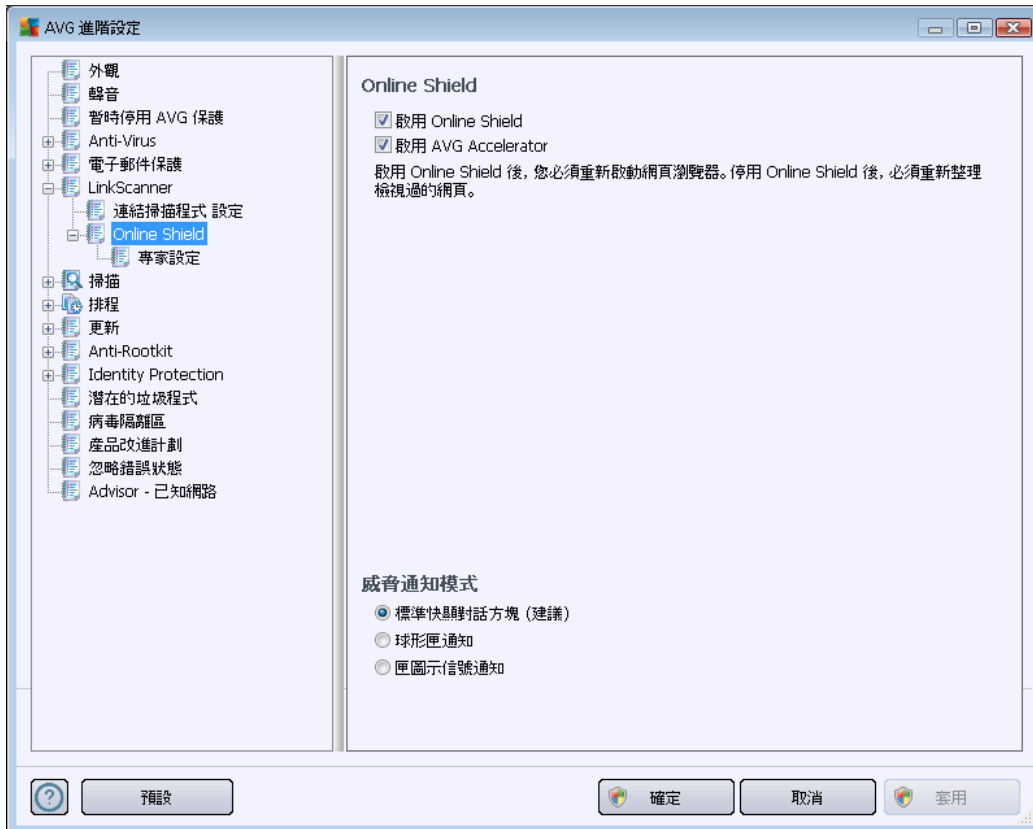 AVG 進階設定
外觀
聲音
暫時停用 AVG 保護
Anti-Virus
電子郵件保護
LinkScanner
連結掃描程式 設定
Online Shield
專家設定
掃描
排程
更新
Anti-Rootkit
Identity Protection
潛在的垃圾程式
病毒隔離區
產品改進計劃
忽略錯誤狀態
Advisor - 已知網路
Online Shield
啟用 Online Shield
啟用 AVG Accelerator
啟用 Online Shield 後, 您必須重新啟動網頁瀏覽器。停用 Online Shield 後, 必須重新整理
檢視過的網頁。
威脅通知模式
標準快顯對話方塊 (建議)
球形匣通知
匣圖示信號通知
預設
確定
取消
套用